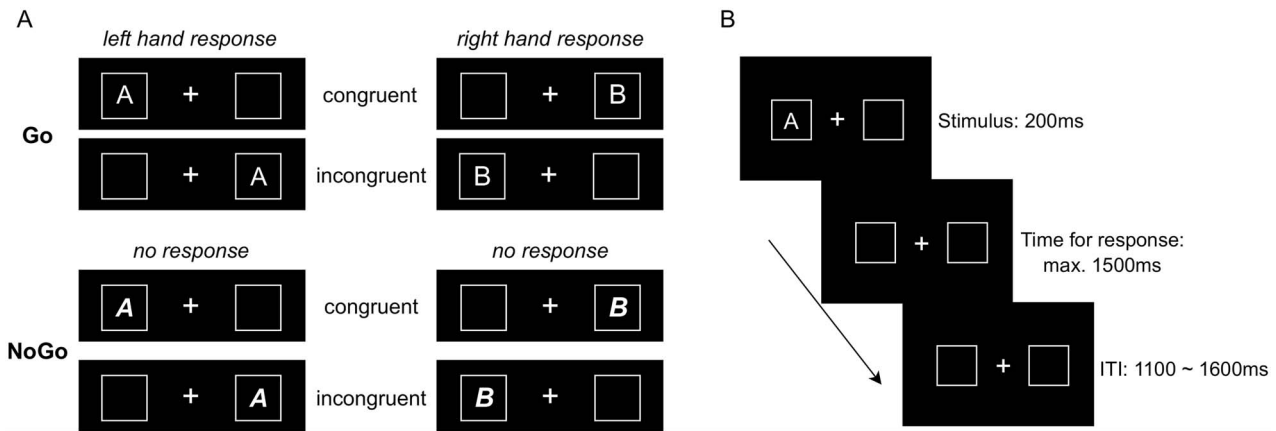 A
left hand response
right hand response
A +
congruent
+ B
Go
+ A
incongruent
B +
no response
no response
A +
congruent
+ B
NoGo
+ A
incongruent
B +
B
A +
Stimulus: 200ms
+
Time for response:
max. 1500ms
+
ITI: 1100 ~ 1600ms